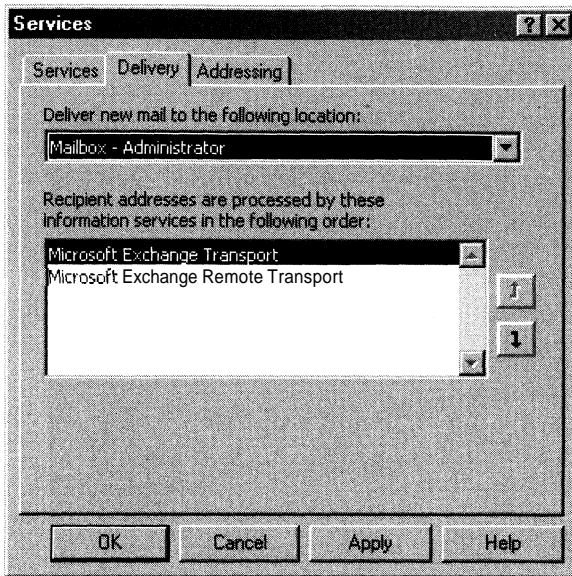 Services
Services Delivery Addressing
Deliver new mail to the following location:
Mailbox - Administrator
Recipient addresses are processed by these
information services in the following order:
Microsoft Exchange Transport
Microsoft Exchange Remote Transport
OK Cancel Apply Help